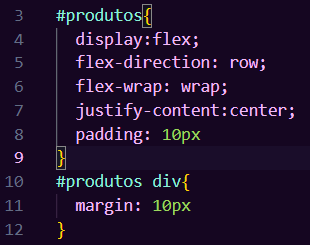 3 #produtos{
4 display:flex;
5 flex-direction: row;
6 flex-wrap: wrap;
7 justify-content:center;
8 padding: 10px
9 }
10 #produtos div{
11 margin: 10px
12 }